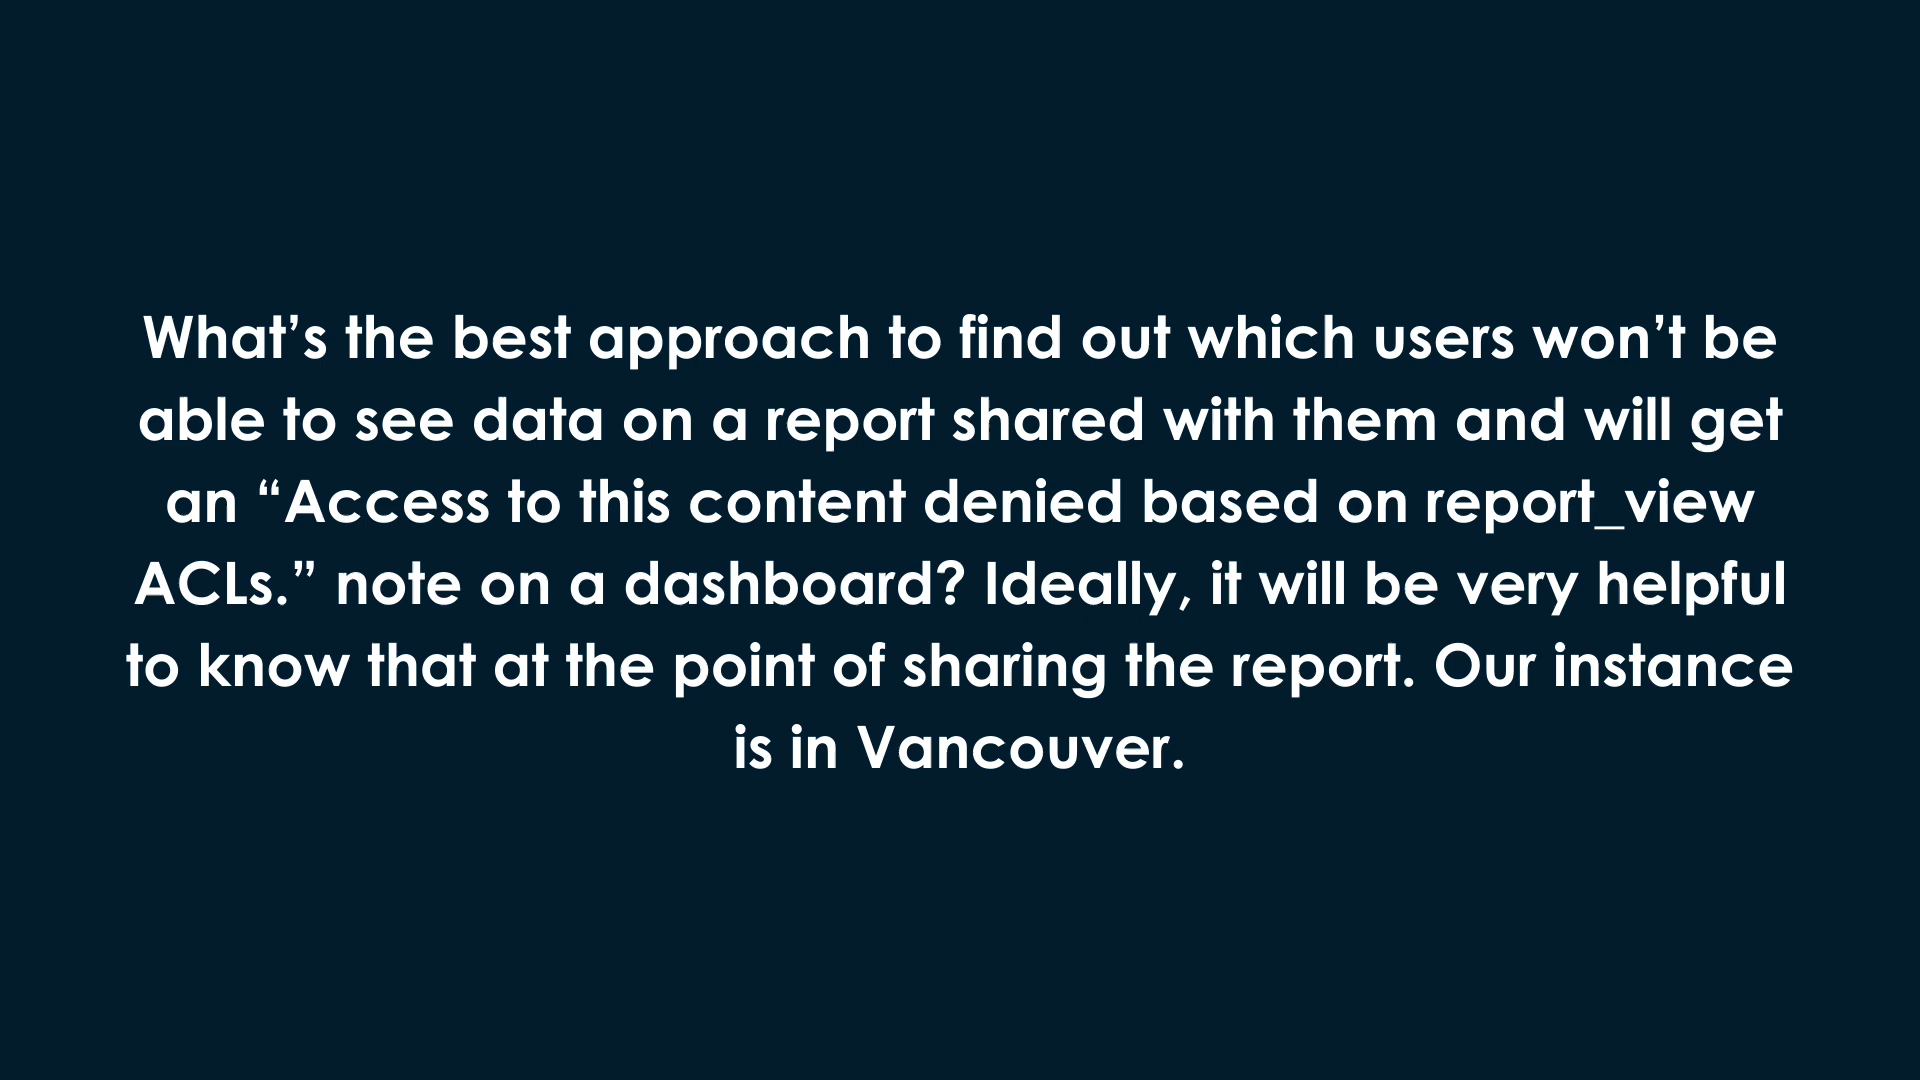 What’s the best approach to find out which users won’t be
able to see data on a report shared with them and will get
an “Access to this content denied based on report_view
ACLs.” note on a dashboard? Ideally, it will be very helpful
to know that at the point of sharing the report. Our instance
is in Vancouver.